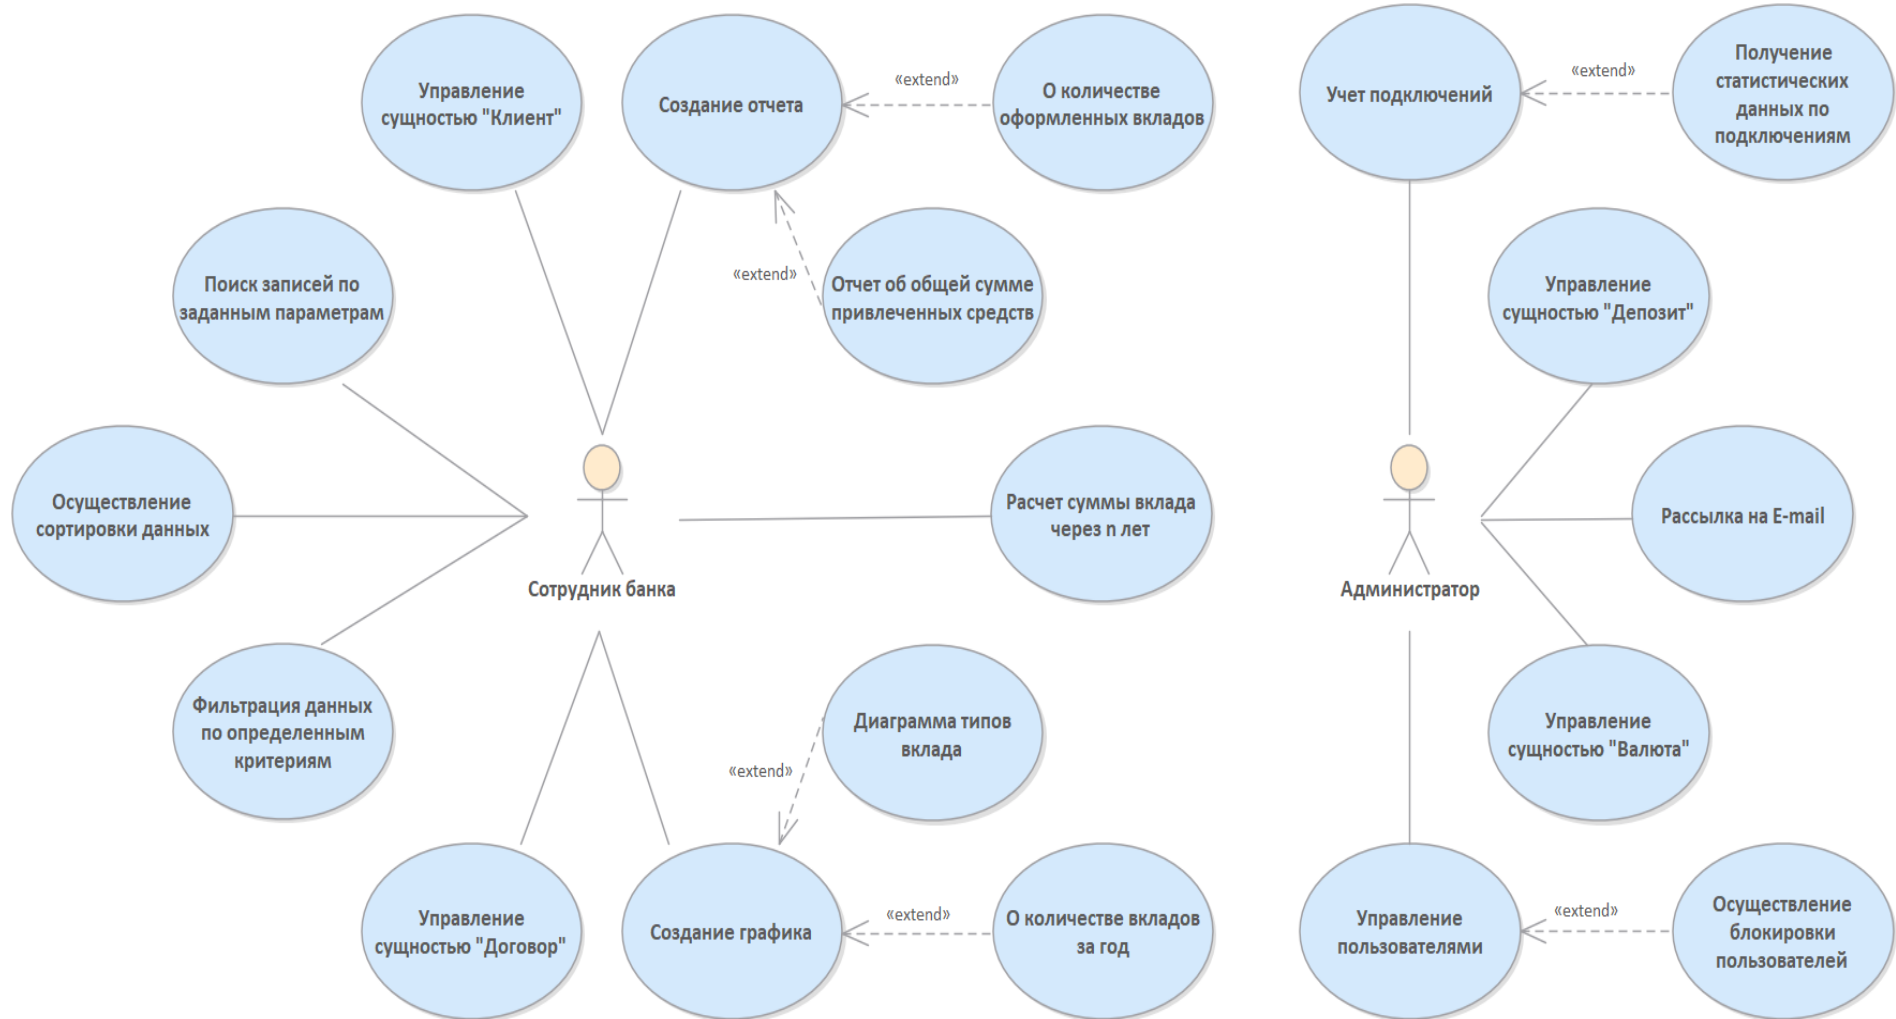 Управление
сущностью "Клиент"
Создание отчета
«extend»
О количестве
оформленных вкладов
Учет подключений
«extend»
Получение
статистических
данных по
подключениям
Поиск записей по
заданным параметрам
«extend»
Отчет об общей сумме
привлеченных средств
Управление
сущностью "Депозит"
Осуществление
сортировки данных
Сотрудник банка
Расчет суммы вклада
через n лет
Администратор
Рассылка на E-mail
Фильтрация данных
по определенным
критериям
Диаграмма типов
вклада
«extend»
Управление
сущностью "Валюта"
Управление
сущностью "Договор"
Создание графика
«extend»
О количестве вкладов
за год
Управление
пользователями
«extend»
Осуществление
блокировки
пользователей